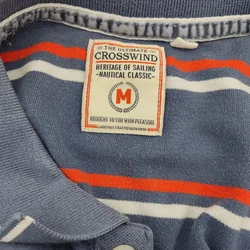 THE ULTIMATE
CROSSWIND
HERITAGE OF SAILING
-NAUTICAL CLASSIC-
M
BROUGHT TO YOU WITH PLEASURE